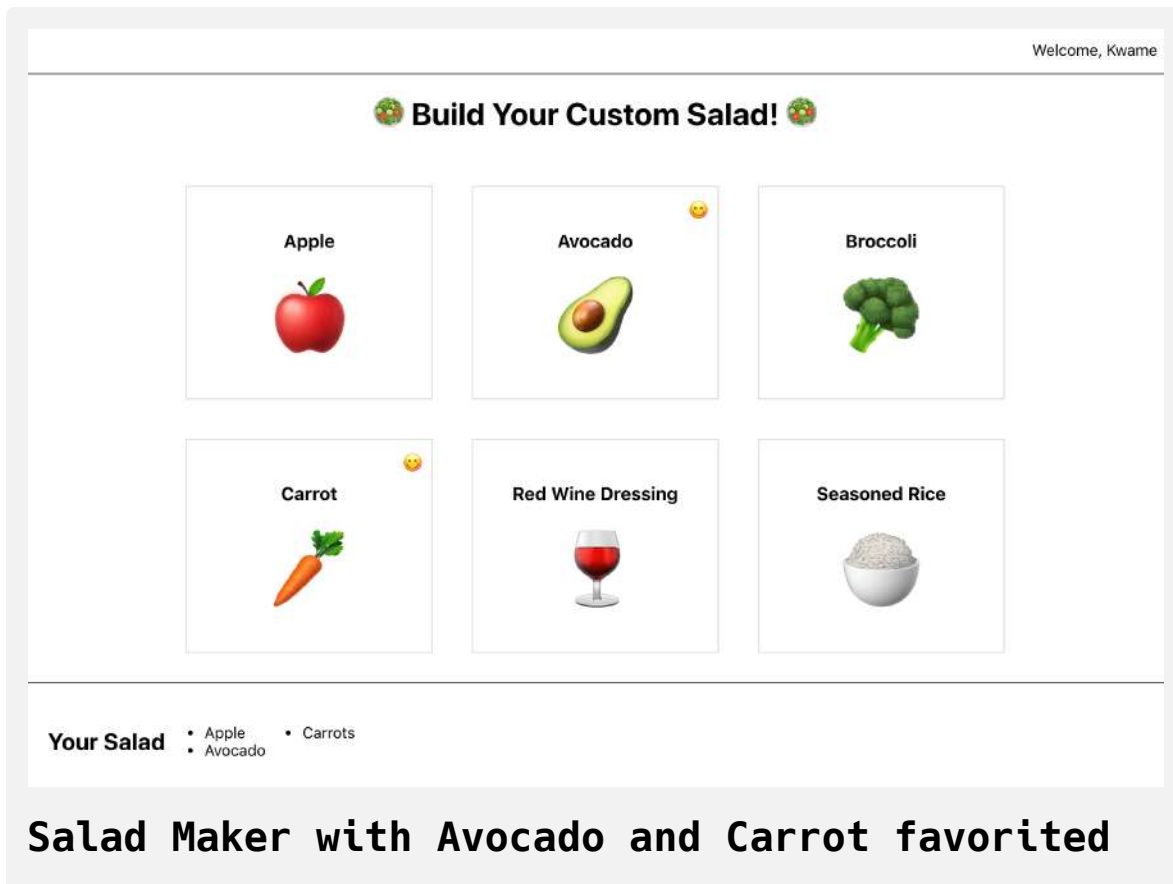 Welcome, Kwame
🥗 Build Your Custom Salad! 🥗
Apple
Avocado
Broccoli
Carrot
Red Wine Dressing
Seasoned Rice
Your Salad
• Apple
• Avocado
• Carrots
Salad Maker with Avocado and Carrot favorited